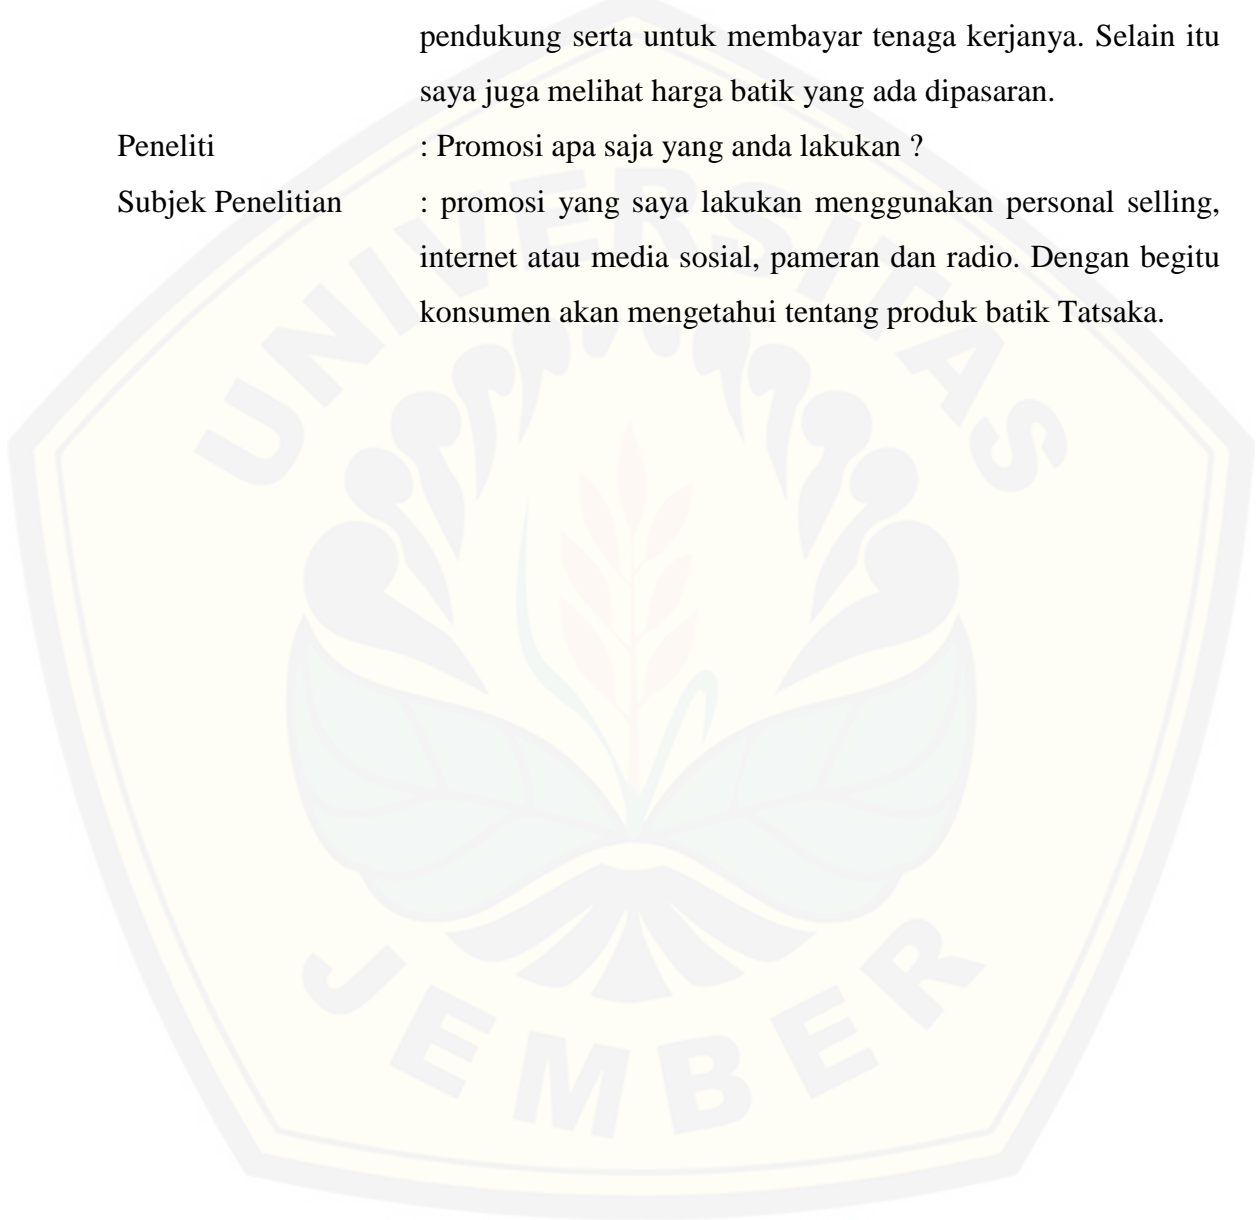 pendukung serta untuk membayar tenaga kerjanya. Selain itu
saya juga melihat harga batik yang ada dipasaran.
Peneliti : Promosi apa saja yang anda lakukan ?
Subjek Penelitian : promosi yang saya lakukan menggunakan personal selling,
internet atau media sosial, pameran dan radio. Dengan begitu
konsumen akan mengetahui tentang produk batik Tatsaka.
UNIVERSITAS
JEMBER